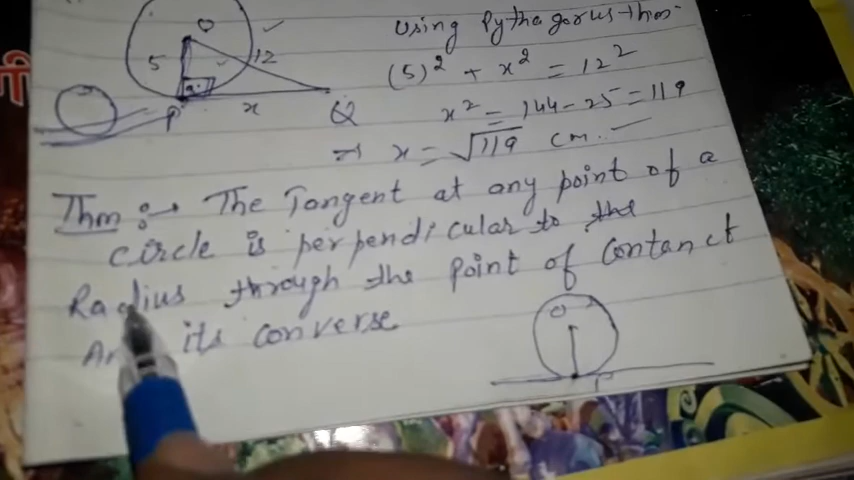 Using Pythagorus thm-
O
5
12
(5)² + x² = 12²
P
x
Q
x² = 144-25 = 119
⇒ x = √119 cm.
Thm :→ The Tangent at any point of a
circle is perpendicular to the
Radius through the point of Contanct
its converse
O
P